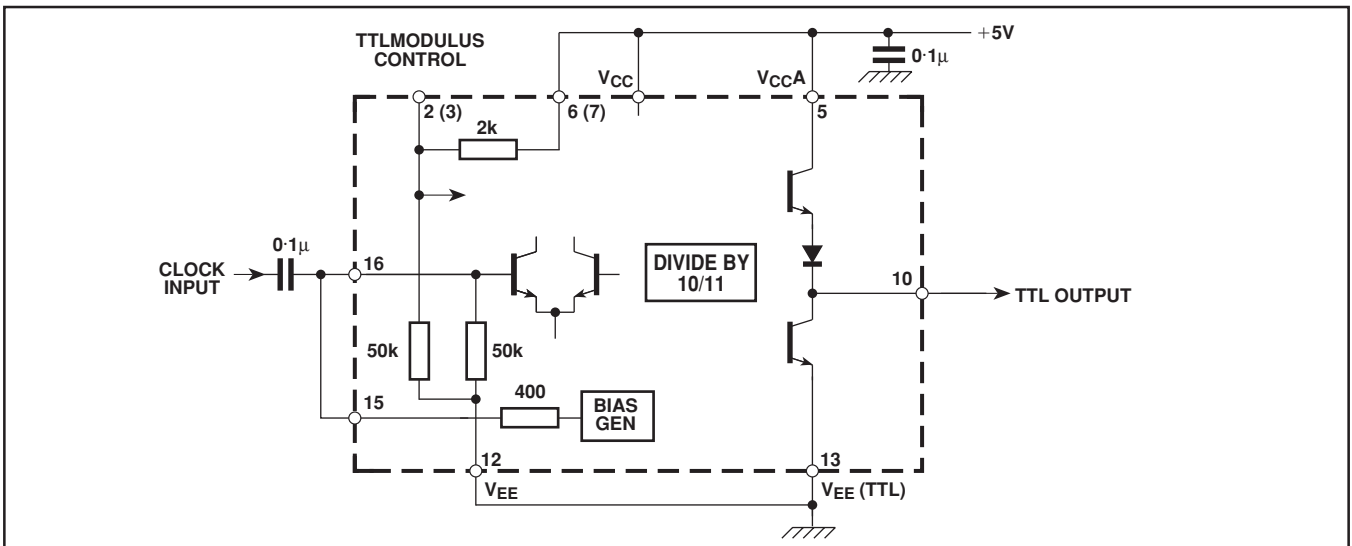 +5V
TTLMODULUS
CONTROL
0·1µ
VCC
VCCA
2 (3)
6 (7)
5
2k
0·1µ
CLOCK
INPUT
16
DIVIDE BY
10/11
10
TTL OUTPUT
50k
50k
15
400
BIAS
GEN
12
13
VEE
VEE (TTL)